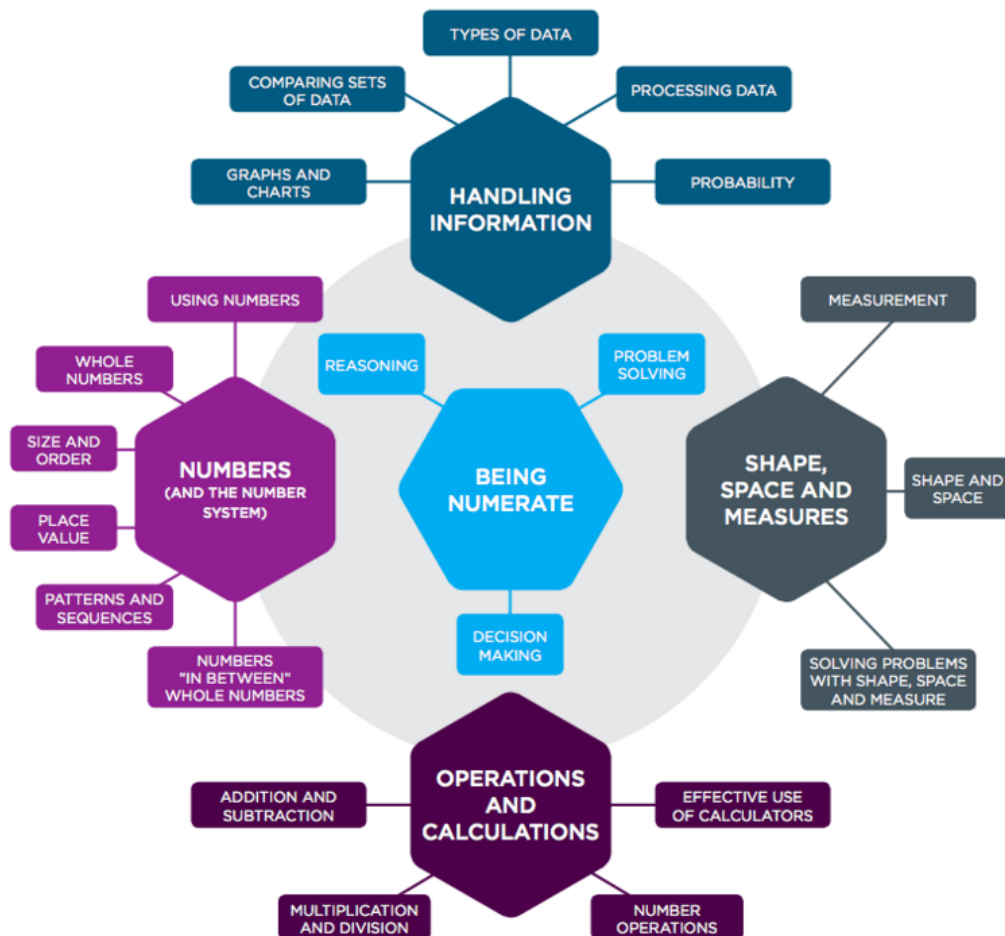 TYPES OF DATA
COMPARING SETS
OF DATA
PROCESSING DATA
GRAPHS AND
CHARTS
PROBABILITY
HANDLING
INFORMATION
USING NUMBERS
WHOLE
NUMBERS
SIZE AND
ORDER
PLACE
VALUE
PATTERNS AND
SEQUENCES
NUMBERS
“IN BETWEEN”
WHOLE NUMBERS
NUMBERS
(AND THE NUMBER
SYSTEM)
REASONING
PROBLEM
SOLVING
BEING
NUMERATE
DECISION
MAKING
MEASUREMENT
SHAPE,
SPACE AND
MEASURES
SHAPE AND
SPACE
SOLVING PROBLEMS
WITH SHAPE, SPACE
AND MEASURE
OPERATIONS
AND
CALCULATIONS
ADDITION AND
SUBTRACTION
EFFECTIVE USE
OF CALCULATORS
MULTIPLICATION
AND DIVISION
NUMBER
OPERATIONS